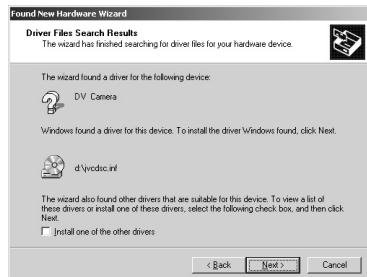 Found New Hardware Wizard
Driver Files Search Results
The wizard has finished searching for driver files for your hardware device.
The wizard found a driver for the following device:
DV Camera
Windows found a driver for this device. To install the driver Windows found, click Next.
d:\jvcdsc.inf
The wizard also found other drivers that are suitable for this device. To view a list of
these drivers or install one of these drivers, select the following check box, and then click
Next.
Install one of the other drivers
< Back Next > Cancel